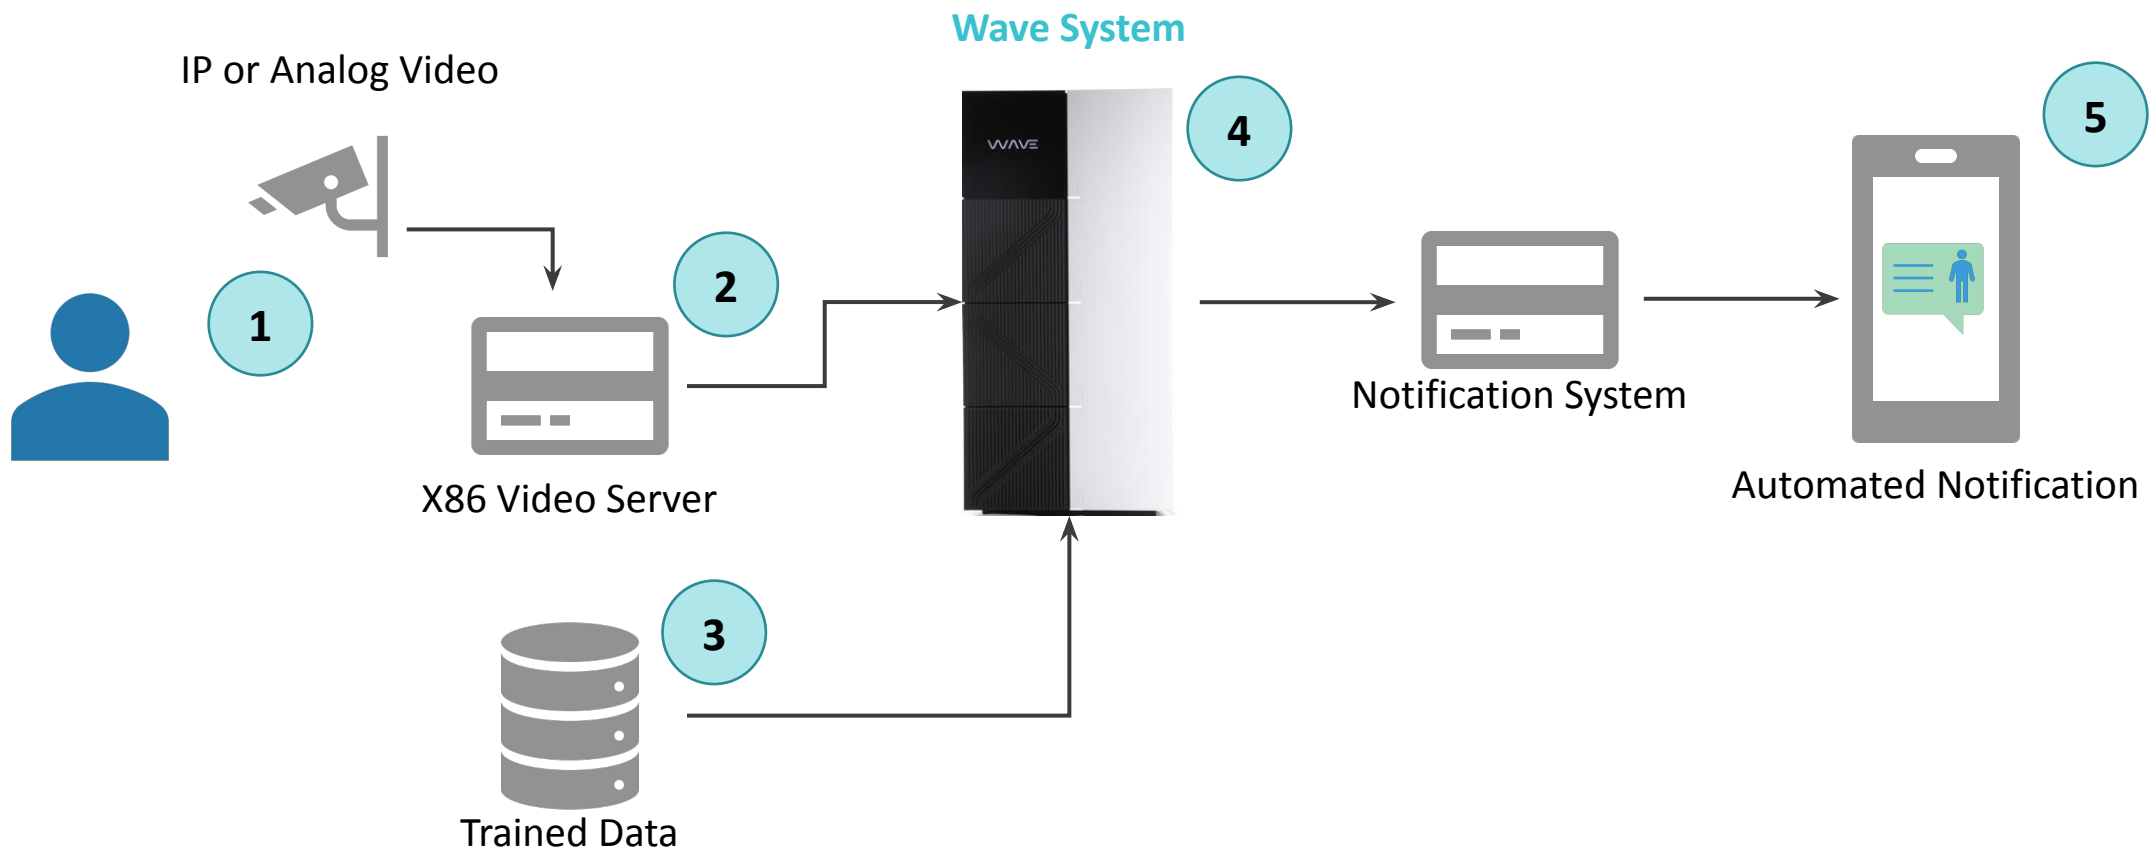 Wave System
IP or Analog Video
WAVE
1
2
3
4
5
X86 Video Server
Trained Data
Notification System
Automated Notification